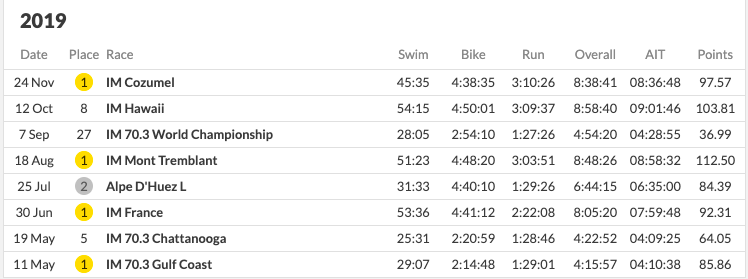 2019
Date Place Race Swim Bike Run Overall AIT Points
24 Nov 1 IM Cozumel 45:35 4:38:35 3:10:26 8:38:41 08:36:48 97.57
12 Oct 8 IM Hawaii 54:15 4:50:01 3:09:37 8:58:40 09:01:46 103.81
7 Sep 27 IM 70.3 World Championship 28:05 2:54:10 1:27:26 4:54:20 04:28:55 36.99
18 Aug 1 IM Mont Tremblant 51:23 4:48:20 3:03:51 8:48:26 08:58:32 112.50
25 Jul 2 Alpe D'Huez L 31:33 4:40:10 1:29:26 6:44:15 06:35:00 84.39
30 Jun 1 IM France 53:36 4:41:12 2:22:08 8:05:20 07:59:48 92.31
19 May 5 IM 70.3 Chattanooga 25:31 2:20:59 1:28:46 4:22:52 04:09:25 64.05
11 May 1 IM 70.3 Gulf Coast 29:07 2:14:48 1:29:01 4:15:57 04:10:38 85.86